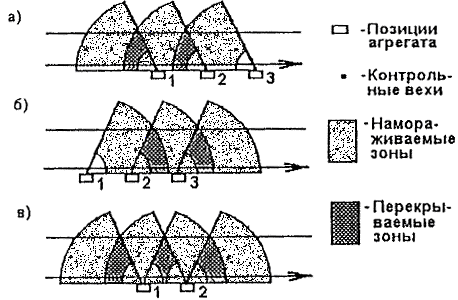 а)
1 2 3
б)
1 2 3
в)
1 2
-Позиции
агрегата
-Контроль-
ные вехи
-Намора-
живаемые
зоны
-Перекры-
ваемые
зоны